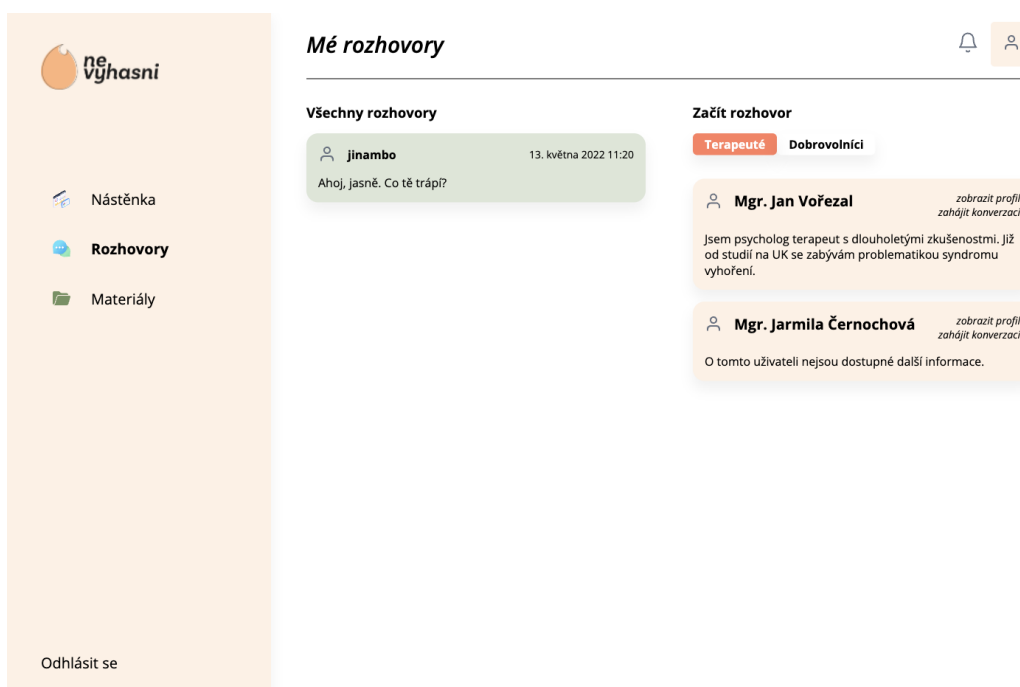 ne
vyhasni
Nástěnka
Rozhovory
Materiály
Odhlásit se
Mé rozhovory
Všechny rozhovory
jinambo
13. května 2022 11:20
Ahoj, jasně. Co tě trápí?
Začít rozhovor
Terapeuté
Dobrovolníci
Mgr. Jan Vořezal
zobrazit profil
zahájit konverzaci
Jsem psycholog terapeut s dlouholetými zkušenostmi. Již
od studií na UK se zabývám problematikou syndromu
vyhoření.
Mgr. Jarmila Černochová
zobrazit profil
zahájit konverzaci
O tomto uživateli nejsou dostupné další informace.